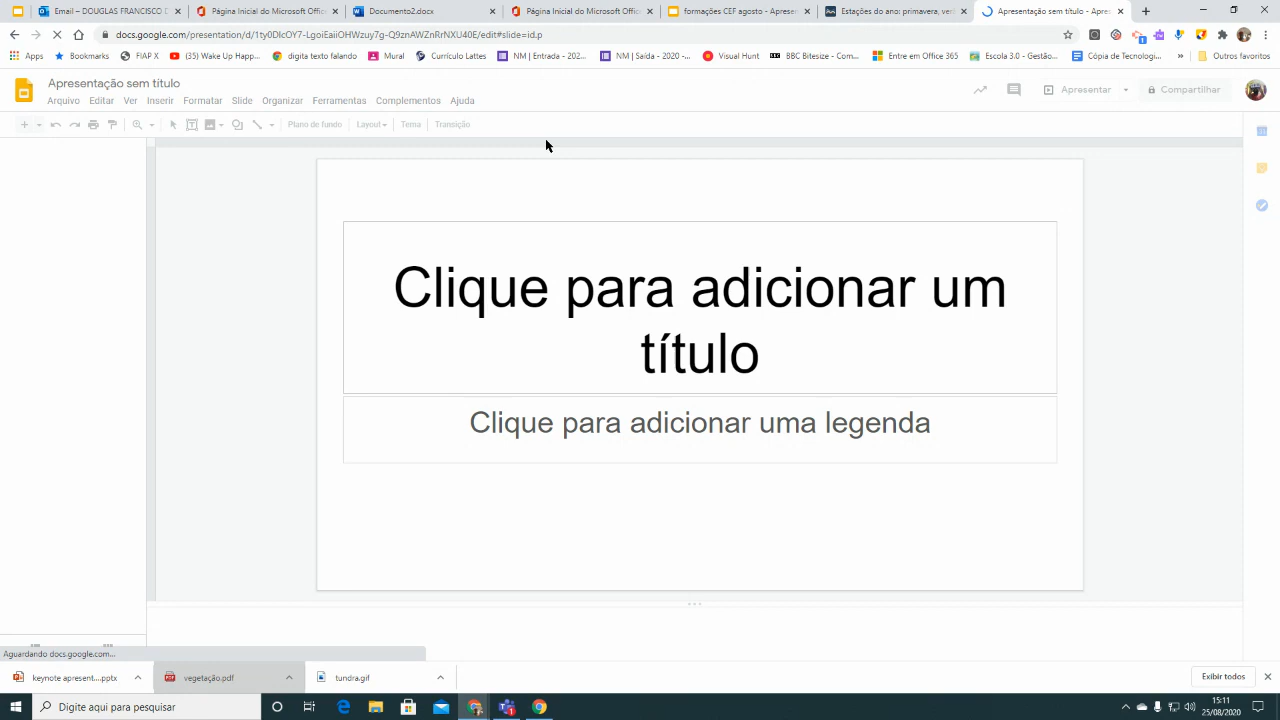 Email – DOUGLAS FRANCISCO D
Página Inicial do Microsoft Office
Documento2.docx
Página Inicial do Microsoft Office
formações CEF agosto - Aprese
Estações do ano: primavera, ver
Apresentação sem título - Apres
docs.google.com/presentation/d/1ty0DlcOY7-LgoiEaiiOHWzuy7g-Q9znAWZnRrNXU40E/edit#slide=id.p
Apps
Bookmarks
FIAP X
(35) Wake Up Happ...
digita texto falando
Mural
Currículo Lattes
NM | Entrada - 202...
NM | Saída - 2020 -...
Visual Hunt
BBC Bitesize - Com...
Entre em Office 365
Escola 3.0 - Gestão...
Cópia de Tecnologi...
Outros favoritos
Apresentação sem título
Arquivo Editar Ver Inserir Formatar Slide Organizar Ferramentas Complementos Ajuda
Apresentar
Compartilhar
Plano de fundo Layout Tema Transição
Clique para adicionar um
título
Clique para adicionar uma legenda
Aguardando docs.google.com...
keynote apresent....pptx
vegetação.pdf
tundra.gif
Exibir todos
Digite aqui para pesquisar
15:11
25/08/2020